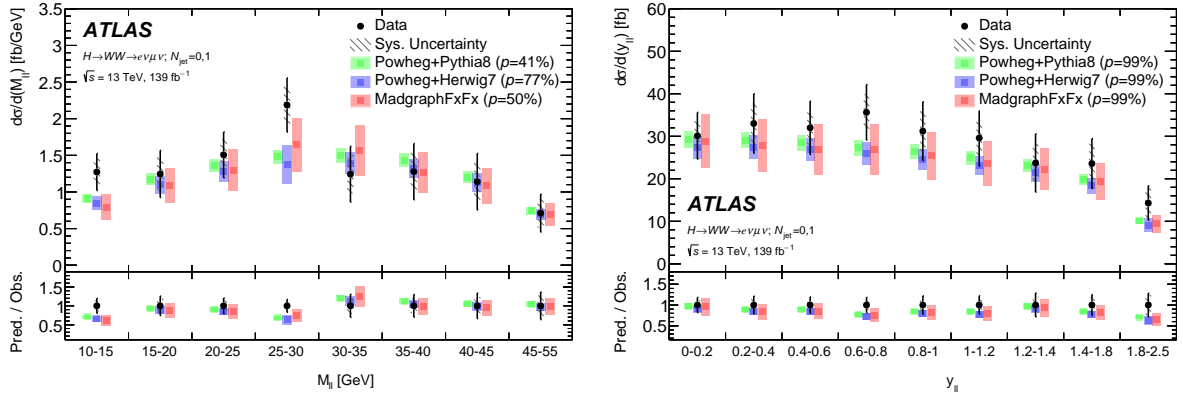 dσ/d(M_ll) [fb/GeV]
3.5
3
2.5
2
1.5
1
0.5
0
ATLAS
H→WW→eνμν; N_jet=0,1
√s = 13 TeV, 139 fb⁻¹
Data
Sys. Uncertainty
Powheg+Pythia8 (p=41%)
Powheg+Herwig7 (p=77%)
MadgraphFxFx (p=50%)
Pred. / Obs.
1.5
1
0.5
10-15 15-20 20-25 25-30 30-35 35-40 40-45 45-55
M_ll [GeV]
dσ/d(y_ll) [fb]
60
50
40
30
20
10
0
Data
Sys. Uncertainty
Powheg+Pythia8 (p=99%)
Powheg+Herwig7 (p=99%)
MadgraphFxFx (p=99%)
ATLAS
H→WW→eνμν; N_jet=0,1
√s = 13 TeV, 139 fb⁻¹
Pred. / Obs.
1.5
1
0.5
0-0.2 0.2-0.4 0.4-0.6 0.6-0.8 0.8-1 1-1.2 1.2-1.4 1.4-1.8 1.8-2.5
y_ll